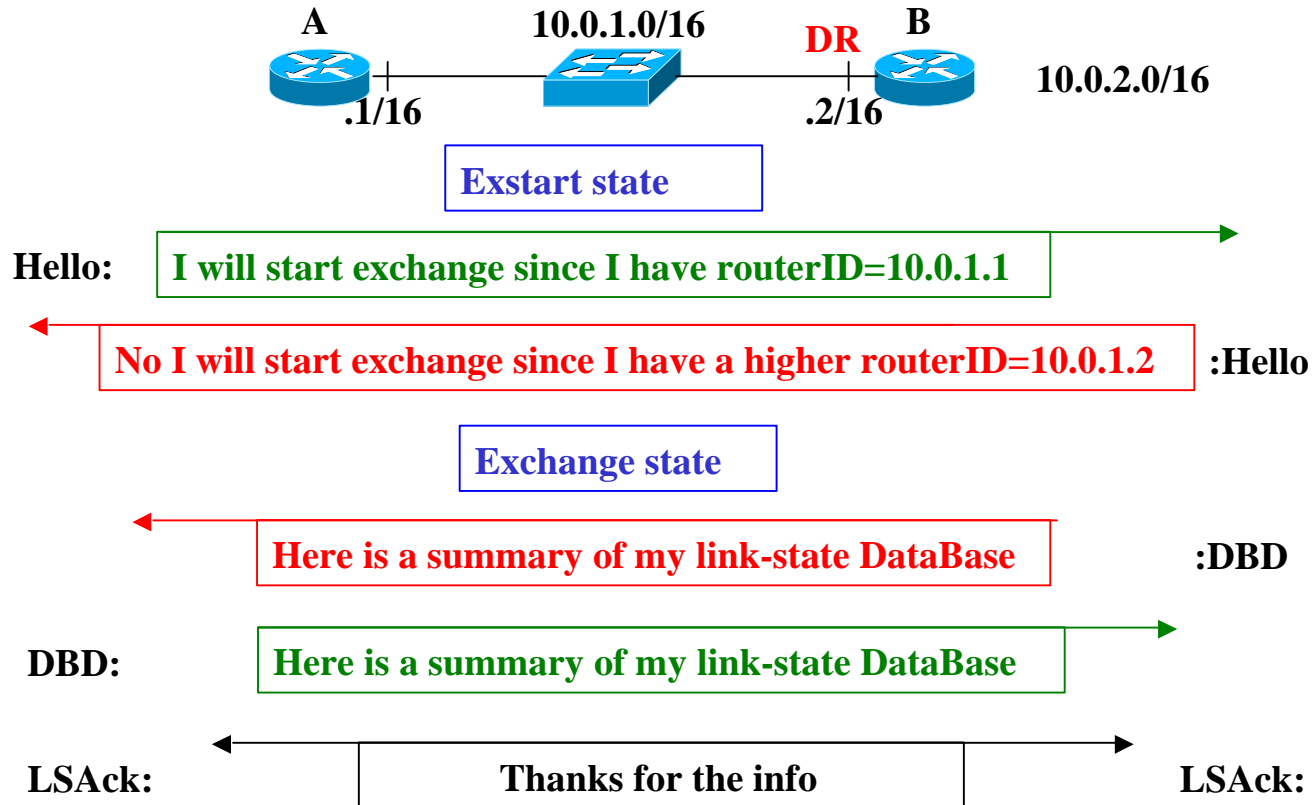 A
10.0.1.0/16
B
DR
10.0.2.0/16
.1/16
.2/16
Exstart state
Hello:
I will start exchange since I have routerID=10.0.1.1
No I will start exchange since I have a higher routerID=10.0.1.2
:Hello
Exchange state
Here is a summary of my link-state DataBase
:DBD
DBD:
Here is a summary of my link-state DataBase
LSAck:
Thanks for the info
LSAck: